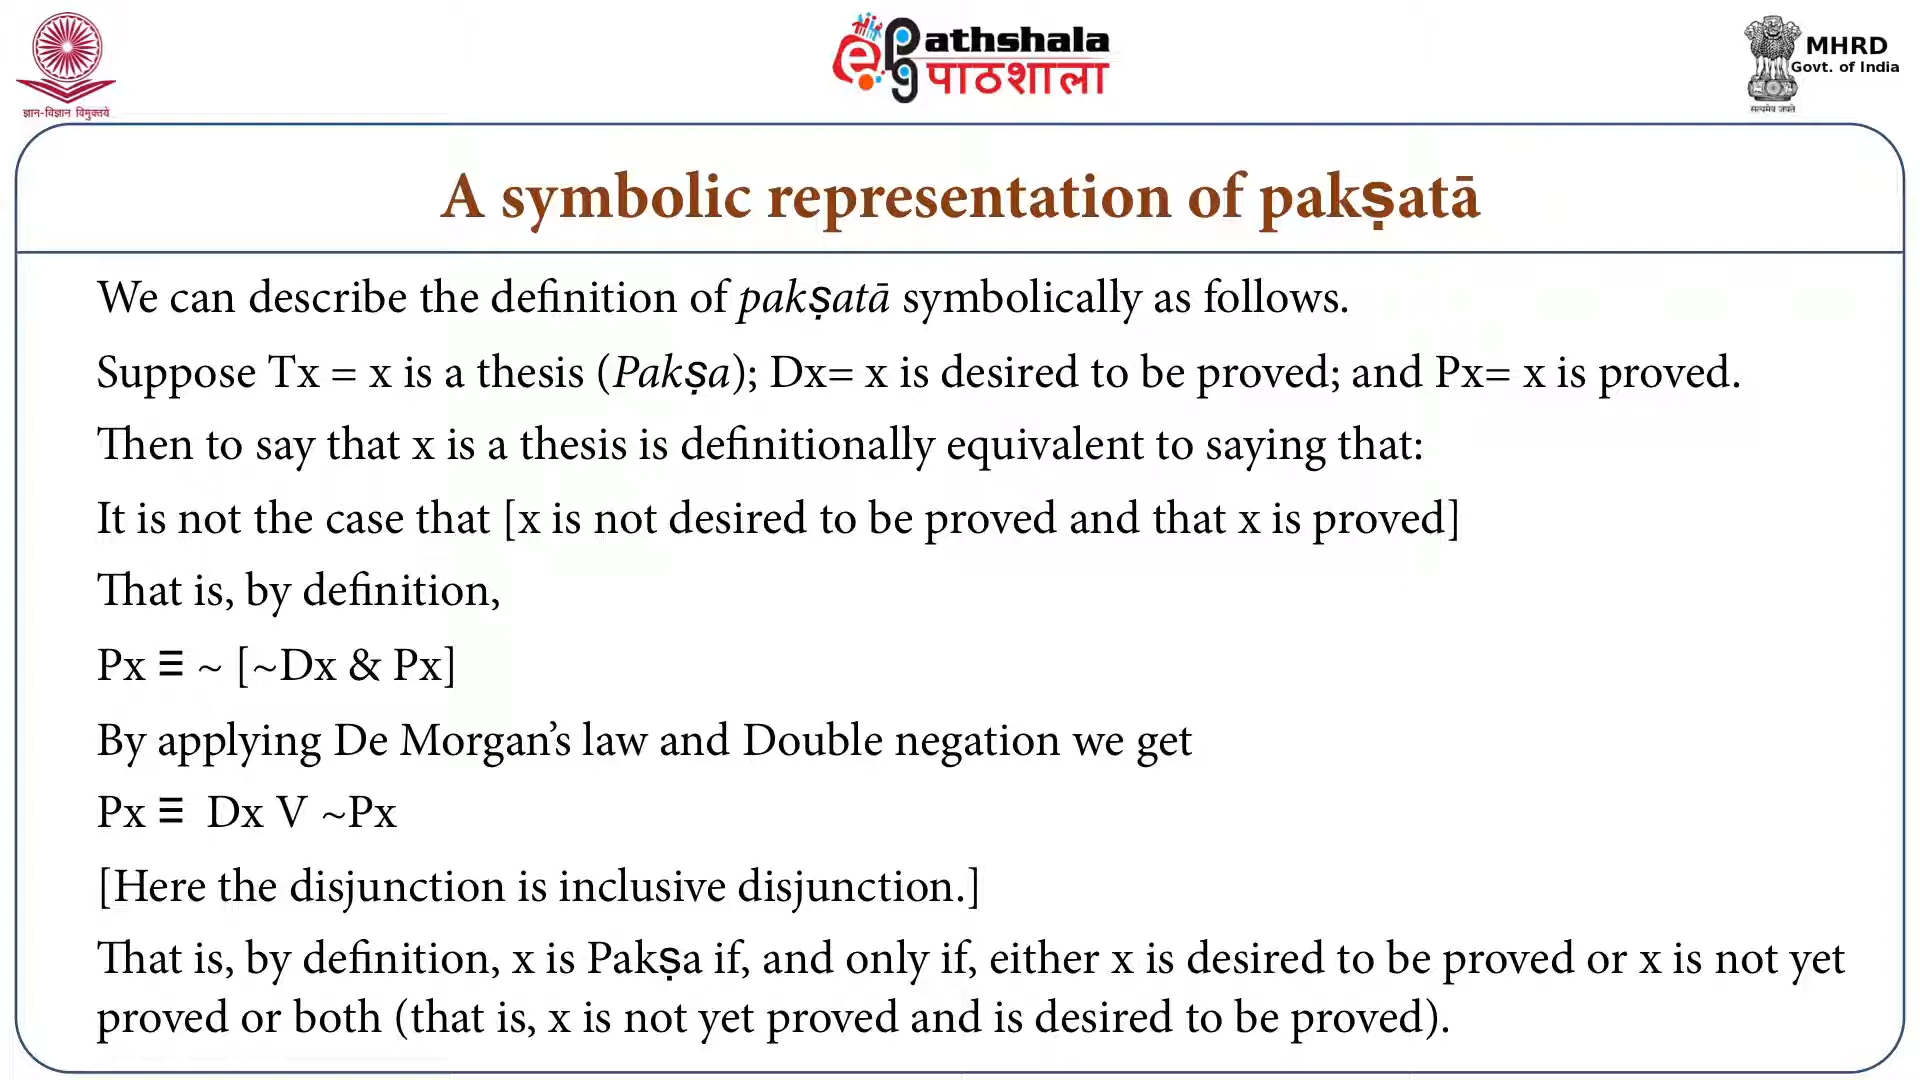 ज्ञान-विज्ञान विमुक्तये
ePg Pathshala
पाठशाला
MHRD
Govt. of India
सत्यमेव जयते
A symbolic representation of pakṣatā
We can describe the definition of pakṣatā symbolically as follows.
Suppose Tx = x is a thesis (Pakṣa); Dx= x is desired to be proved; and Px= x is proved.
Then to say that x is a thesis is definitionally equivalent to saying that:
It is not the case that [x is not desired to be proved and that x is proved]
That is, by definition,
Px ≡ ~ [~Dx & Px]
By applying De Morgan’s law and Double negation we get
Px ≡ Dx V ~Px
[Here the disjunction is inclusive disjunction.]
That is, by definition, x is Pakṣa if, and only if, either x is desired to be proved or x is not yet
proved or both (that is, x is not yet proved and is desired to be proved).